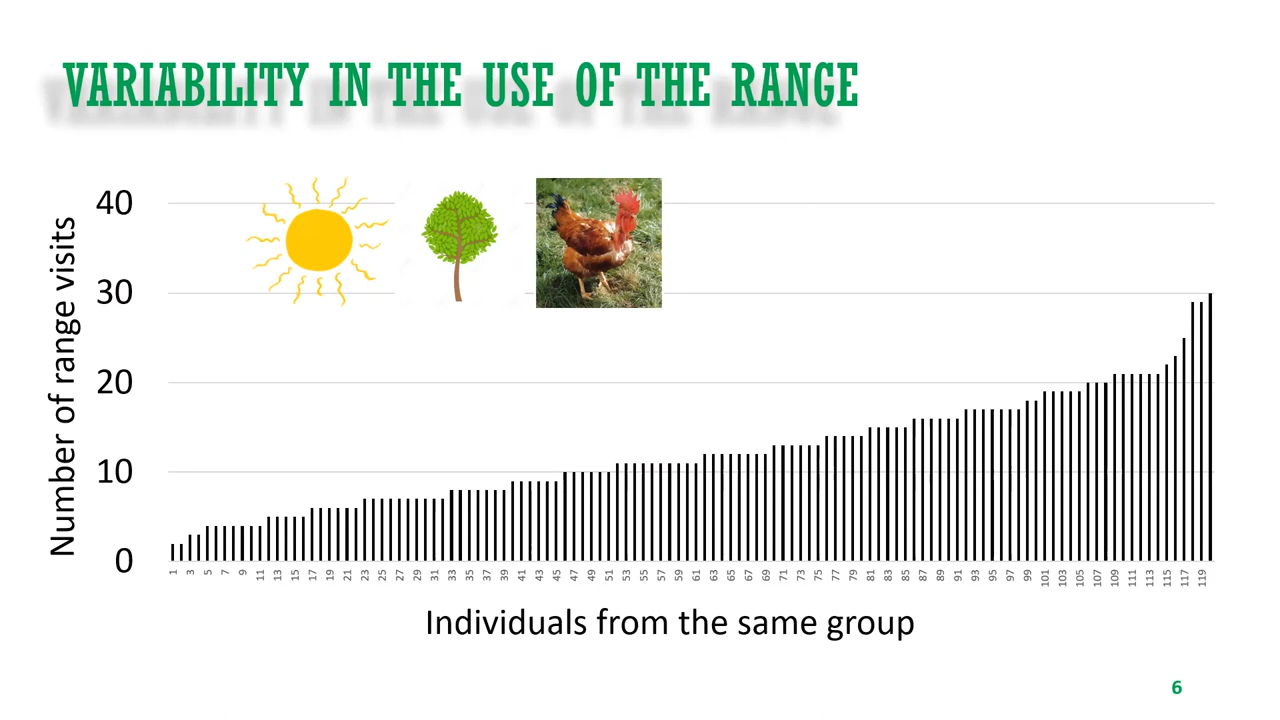 VARIABILITY IN THE USE OF THE RANGE
Number of range visits
40
30
20
10
0
1 3 5 7 9 11 13 15 17 19 21 23 25 27 29 31 33 35 37 39 41 43 45 47 49 51 53 55 57 59 61 63 65 67 69 71 73 75 77 79 81 83 85 87 89 91 93 95 97 99 101 103 105 107 109 111 113 115 117 119
Individuals from the same group
6